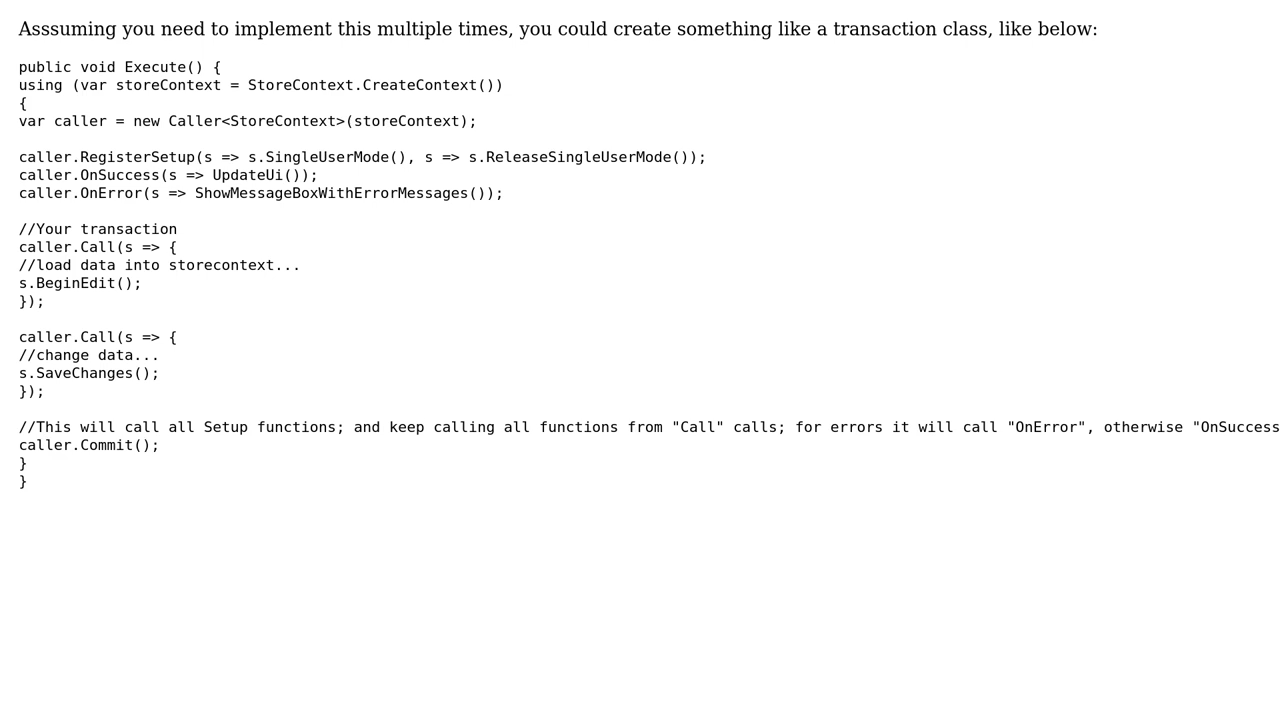 Asssuming you need to implement this multiple times, you could create something like a transaction class, like below:
public void Execute() {
using (var storeContext = StoreContext.CreateContext())
{
var caller = new Caller<StoreContext>(storeContext);
caller.RegisterSetup(s => s.SingleUserMode(), s => s.ReleaseSingleUserMode());
caller.OnSuccess(s => UpdateUi());
caller.OnError(s => ShowMessageBoxWithErrorMessages());
//Your transaction
caller.Call(s => {
//load data into storecontext...
s.BeginEdit();
});
caller.Call(s => {
//change data...
s.SaveChanges();
});
//This will call all Setup functions; and keep calling all functions from "Call" calls; for errors it will call "OnError", otherwise "OnSuccess
caller.Commit();
}
}